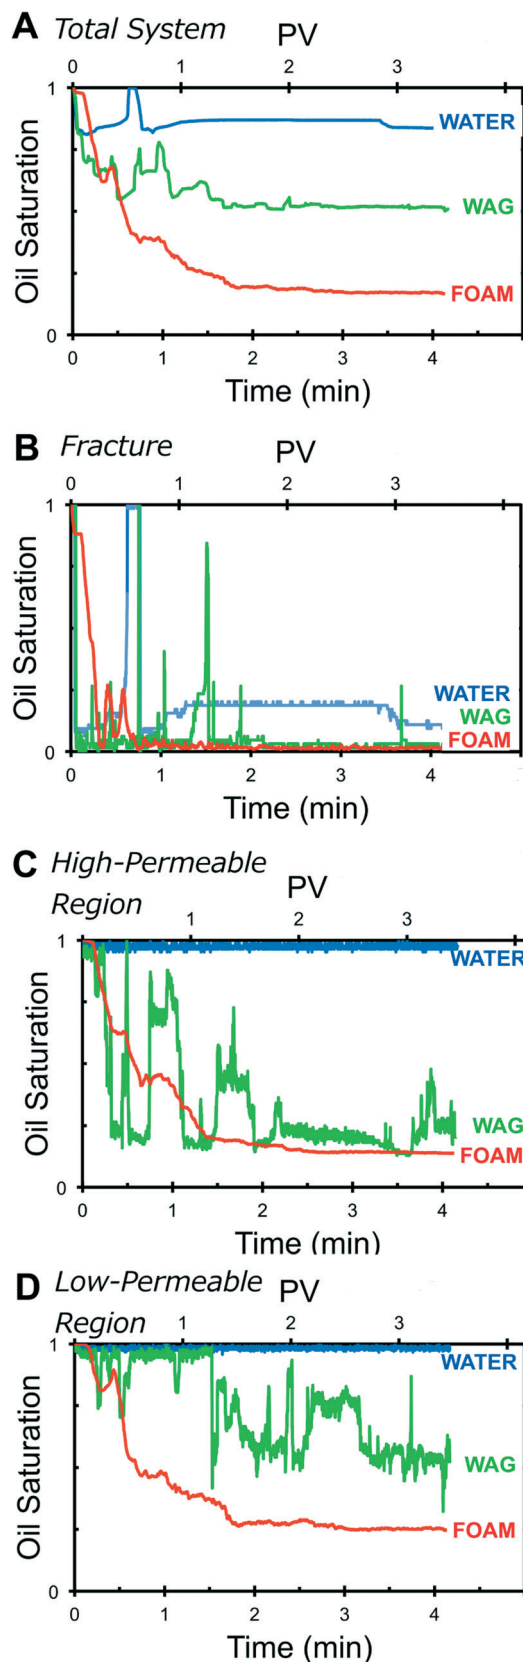 A Total System
PV
0 1 2 3
1
Oil Saturation
WATER
WAG
FOAM
0
0 1 2 3 4
Time (min)
B Fracture
PV
0 1 2 3
1
Oil Saturation
WATER
WAG
FOAM
0
0 1 2 3 4
Time (min)
C High-Permeable
Region
PV
1 2 3
1
Oil Saturation
WATER
WAG
FOAM
0
0 1 2 3 4
Time (min)
D Low-Permeable
Region
PV
1 2 3
1
Oil Saturation
WATER
WAG
FOAM
0
0 1 2 3 4
Time (min)